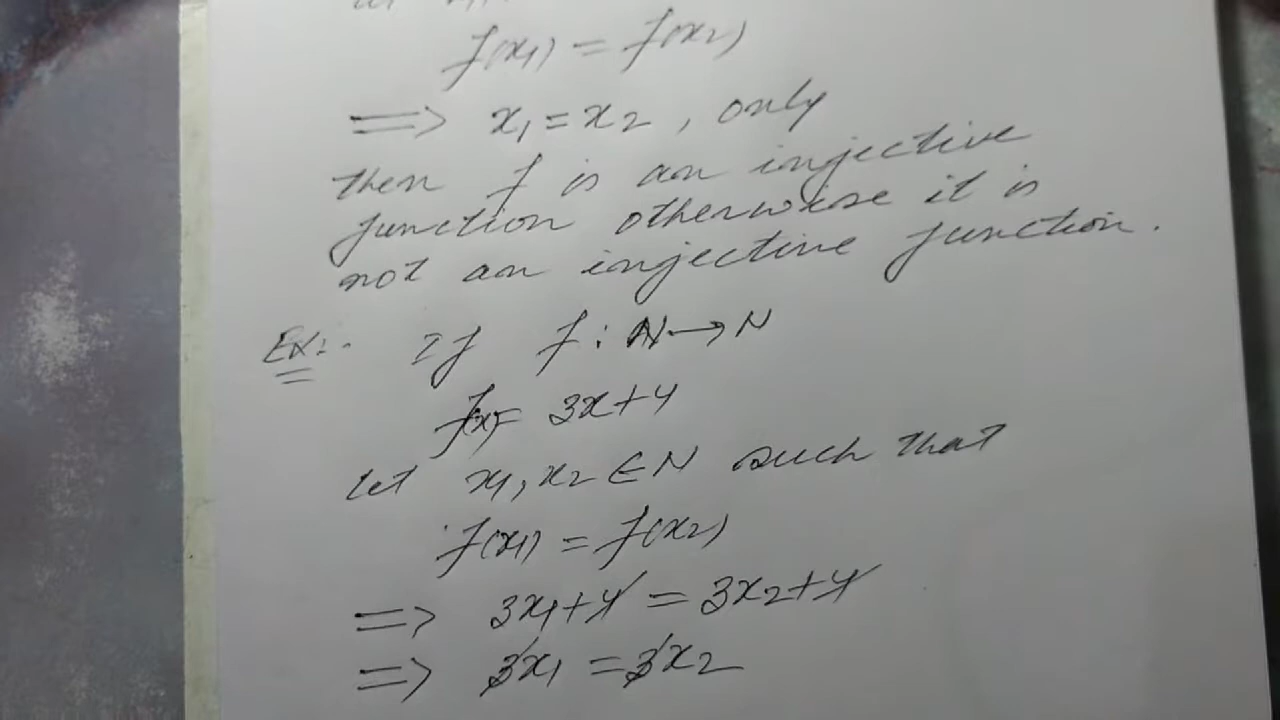 f(x₁) = f(x₂)
=> x₁ = x₂, only
then f is an injective
function otherwise it is
not an injective function.
Ex:- If f : N → N
f(x) = 3x+4
let x₁, x₂ ∈ N such that
f(x₁) = f(x₂)
=> 3x₁+4 = 3x₂+4
=> 3x₁ = 3x₂